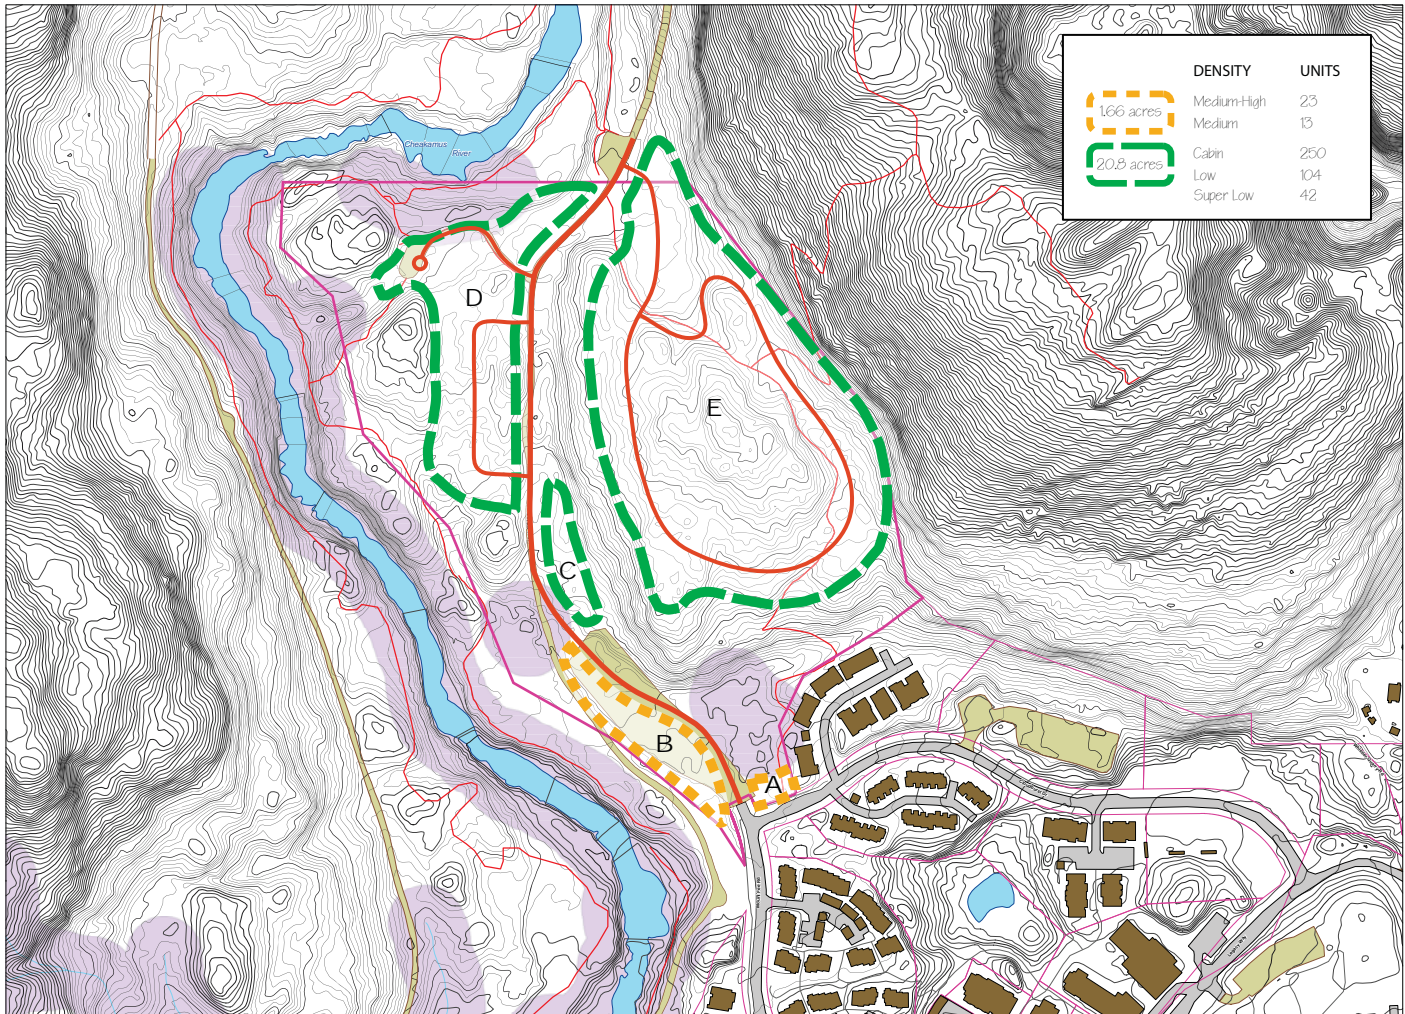 DENSITY UNITS
1.66 acres
Medium-High 23
Medium 13
20.8 acres
Cabin 250
Low 104
Super Low 42
Cheakamus
River
D
E
C
B
A